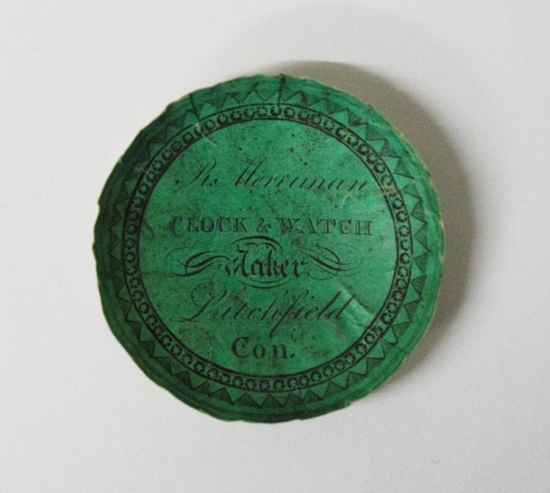 R. Merriman
CLOCK & WATCH
Maker
Litchfield
Con.